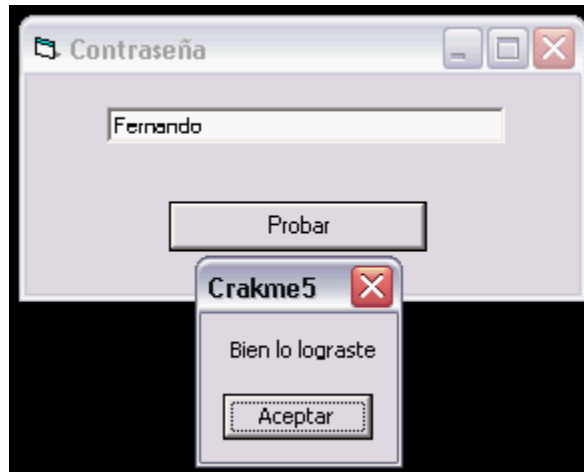 Contraseña
Fernando
Probar
Crakme5
Bien lo lograste
Aceptar